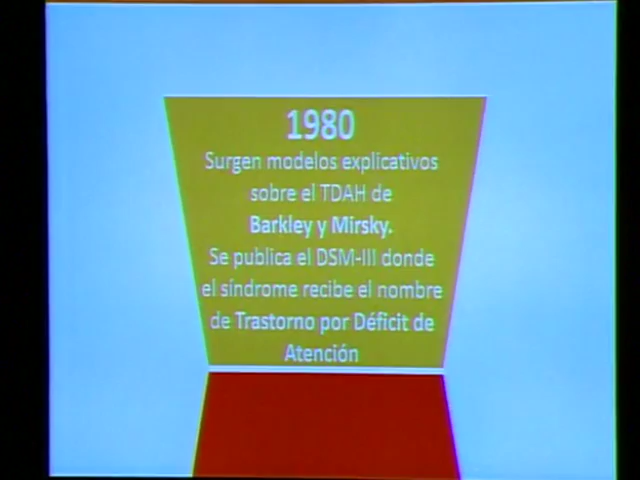 1980
Surgen modelos explicativos
sobre el TDAH de
Barkley y Mirsky.
Se publica el DSM-III donde
el síndrome recibe el nombre
de Trastorno por Déficit de
Atención